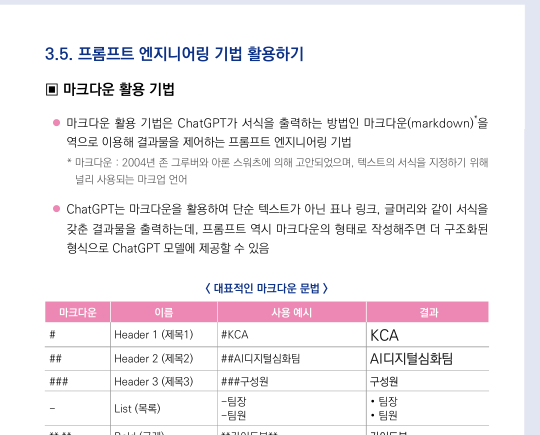 3.5. 프롬프트 엔지니어링 기법 활용하기
▣ 마크다운 활용 기법
● 마크다운 활용 기법은 ChatGPT가 서식을 출력하는 방법인 마크다운(markdown)*을
역으로 이용해 결과물을 제어하는 프롬프트 엔지니어링 기법
* 마크다운 : 2004년 존 그루버와 아론 스워츠에 의해 고안되었으며, 텍스트의 서식을 지정하기 위해
널리 사용되는 마크업 언어
● ChatGPT는 마크다운을 활용하여 단순 텍스트가 아닌 표나 링크, 글머리와 같이 서식을
갖춘 결과물을 출력하는데, 프롬프트 역시 마크다운의 형태로 작성해주면 더 구조화된
형식으로 ChatGPT 모델에 제공할 수 있음
< 대표적인 마크다운 문법 >
마크다운 이름 사용 예시 결과
# Header 1 (제목1) #KCA KCA
## Header 2 (제목2) ##AI디지털심화팀 AI디지털심화팀
### Header 3 (제목3) ###구성원 구성원
- List (목록) -팀장 • 팀장
-팀원 • 팀원